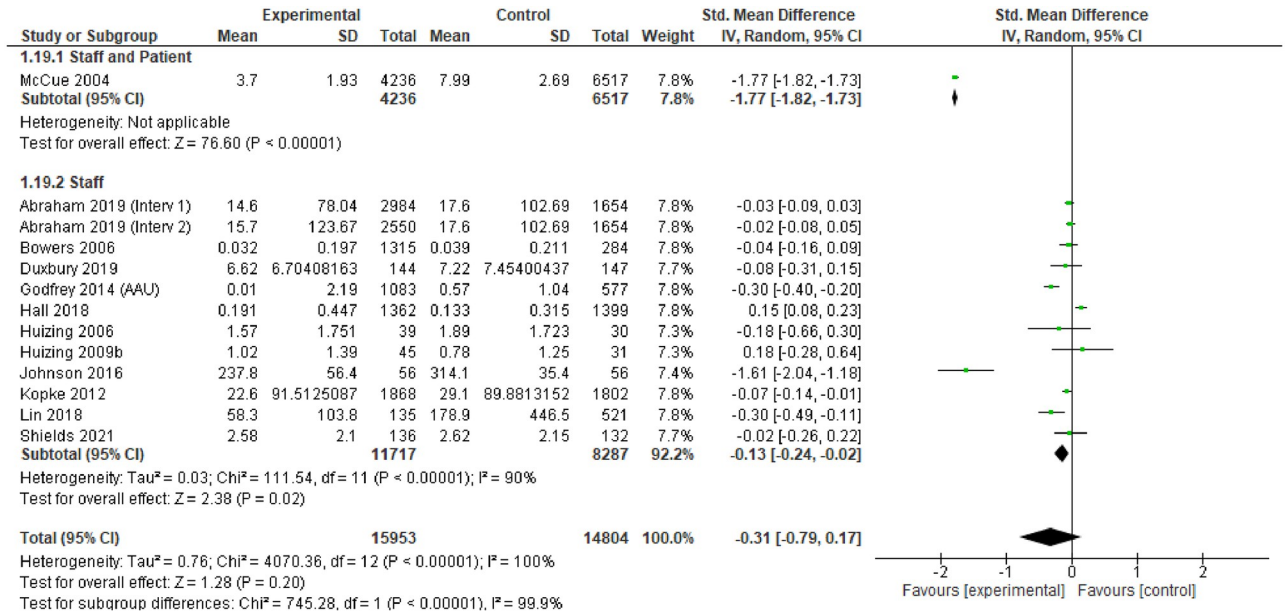 Experimental Control Std. Mean Difference Std. Mean Difference
Study or Subgroup Mean SD Total Mean SD Total Weight IV, Random, 95% CI IV, Random, 95% CI
1.19.1 Staff and Patient
McCue 2004 3.7 1.93 4236 7.99 2.69 6517 7.8% -1.77 [-1.82, -1.73]
Subtotal (95% CI) 4236 6517 7.8% -1.77 [-1.82, -1.73]
Heterogeneity: Not applicable
Test for overall effect: Z = 76.60 (P < 0.00001)
1.19.2 Staff
Abraham 2019 (Interv 1) 14.6 78.04 2984 17.6 102.69 1654 7.8% -0.03 [-0.09, 0.03]
Abraham 2019 (Interv 2) 15.7 123.67 2550 17.6 102.69 1654 7.8% -0.02 [-0.08, 0.05]
Bowers 2006 0.032 0.197 1315 0.039 0.211 284 7.8% -0.04 [-0.16, 0.09]
Duxbury 2019 6.62 6.70408163 144 7.22 7.45400437 147 7.7% -0.08 [-0.31, 0.15]
Godfrey 2014 (AAU) 0.01 2.19 1083 0.57 1.04 577 7.8% -0.30 [-0.40, -0.20]
Hall 2018 0.191 0.447 1362 0.133 0.315 1399 7.8% 0.15 [0.08, 0.23]
Huizing 2006 1.57 1.751 39 1.89 1.723 30 7.3% -0.18 [-0.66, 0.30]
Huizing 2009b 1.02 1.39 45 0.78 1.25 31 7.3% 0.18 [-0.28, 0.64]
Johnson 2016 237.8 56.4 56 314.1 35.4 56 7.4% -1.61 [-2.04, -1.18]
Kopke 2012 22.6 91.5125087 1868 29.1 89.8813152 1802 7.8% -0.07 [-0.14, -0.01]
Lin 2018 58.3 103.8 135 178.9 446.5 521 7.8% -0.30 [-0.49, -0.11]
Shields 2021 2.58 2.1 136 2.62 2.15 132 7.7% -0.02 [-0.26, 0.22]
Subtotal (95% CI) 11717 8287 92.2% -0.13 [-0.24, -0.02]
Heterogeneity: Tau² = 0.03; Chi² = 111.54, df = 11 (P < 0.00001); I² = 90%
Test for overall effect: Z = 2.38 (P = 0.02)
Total (95% CI) 15953 14804 100.0% -0.31 [-0.79, 0.17]
Heterogeneity: Tau² = 0.76; Chi² = 4070.36, df = 12 (P < 0.00001); I² = 100%
Test for overall effect: Z = 1.28 (P = 0.20)
Test for subgroup differences: Chi² = 745.28, df = 1 (P < 0.00001), I² = 99.9%
-2 -1 0 1 2
Favours [experimental] Favours [control]